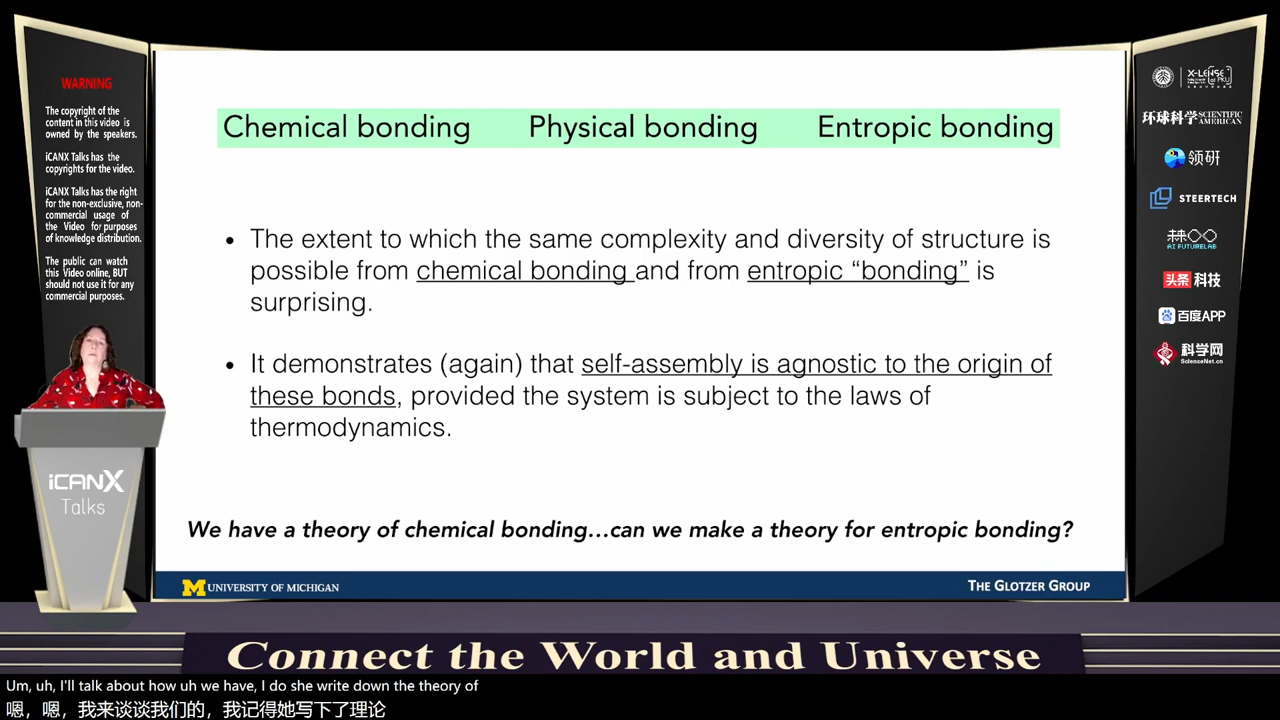 WARNING
The copyright of the
content in this video is
owned by the speakers.
iCANX Talks has the
copyrights for the video.
iCANX Talks has the right
for the non-exclusive, non-
commercial usage of
the Video for purposes
of knowledge distribution.
The public can watch
this Video online, BUT
should not use it for any
commercial purposes.
Chemical bonding Physical bonding Entropic bonding
• The extent to which the same complexity and diversity of structure is
possible from chemical bonding and from entropic “bonding” is
surprising.
• It demonstrates (again) that self-assembly is agnostic to the origin of
these bonds, provided the system is subject to the laws of
thermodynamics.
We have a theory of chemical bonding...can we make a theory for entropic bonding?
M UNIVERSITY OF MICHIGAN
THE GLOTZER GROUP
X-LENSE
at PKU
环球科学 SCIENTIFIC AMERICAN
领研
STEERTECH
AI FUTURELAB
头条 科技
百度APP
科学网
ScienceNet.cn
iCANX
Talks
Connect the World and Universe
Um, uh, I'll talk about how uh we have, I do she write down the theory of
嗯，嗯，我来谈谈我们的，我记得她写下了理论